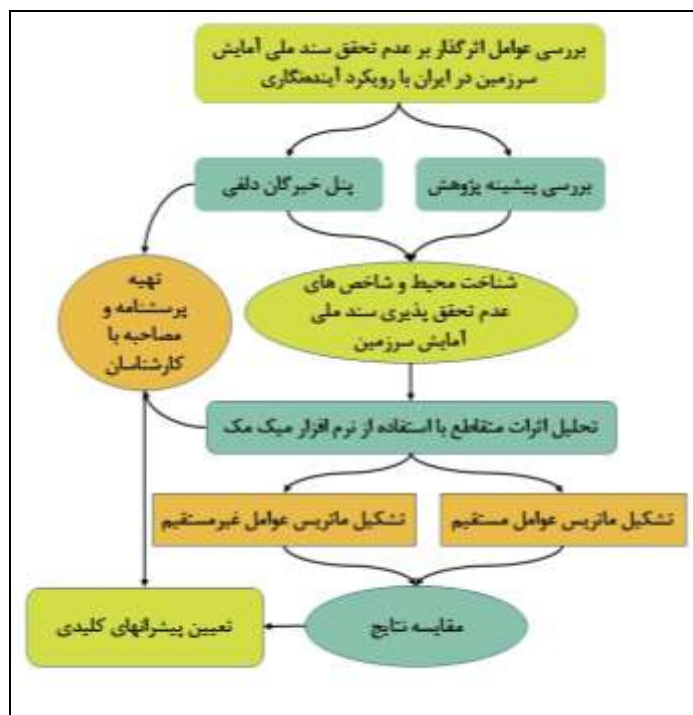 بررسی عوامل اثرگذار بر عدم تحقق سند ملی آمایش
سرزمین در ایران با رویکرد آینده‌نگاری
بررسی پیشینه پژوهش
پنل خبرگان دلفی
شناخت محیط و شاخص های
عدم تحقق پذیری سند ملی
آمایش سرزمین
تهیه
پرسشنامه و
مصاحبه با
کارشناسان
تحلیل اثرات متقاطع با استفاده از نرم افزار میک مک
تشکیل ماتریس عوامل مستقیم
تشکیل ماتریس عوامل غیرمستقیم
مقایسه نتایج
تعیین پیشرانهای کلیدی